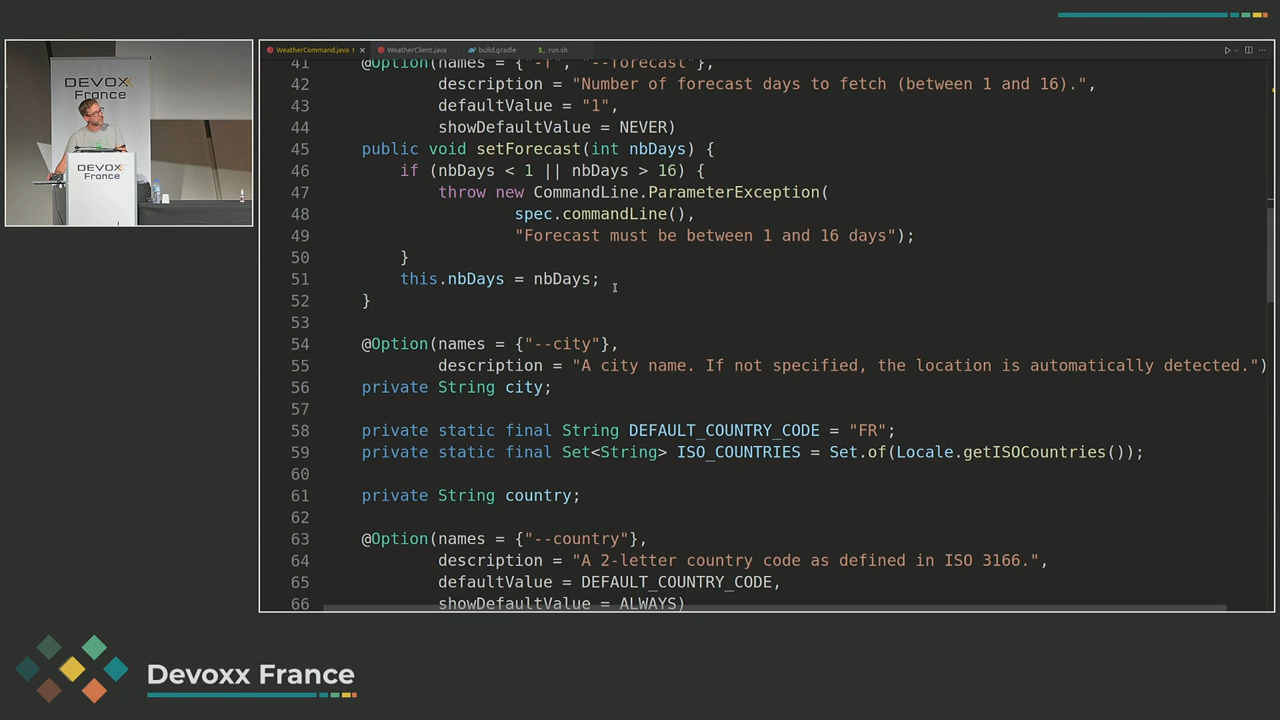 WeatherCommand.java 1
WeatherClient.java
build.gradle
run.sh
DEVOXX
France
DEVOXX
France
41 @Option(names = {"-f", "--forecast"},
42 description = "Number of forecast days to fetch (between 1 and 16).",
43 defaultValue = "1",
44 showDefaultValue = NEVER)
45 public void setForecast(int nbDays) {
46 if (nbDays < 1 || nbDays > 16) {
47 throw new CommandLine.ParameterException(
48 spec.commandLine(),
49 "Forecast must be between 1 and 16 days");
50 }
51 this.nbDays = nbDays;
52 }
53
54 @Option(names = {"--city"},
55 description = "A city name. If not specified, the location is automatically detected.")
56 private String city;
57
58 private static final String DEFAULT_COUNTRY_CODE = "FR";
59 private static final Set<String> ISO_COUNTRIES = Set.of(Locale.getISOCountries());
60
61 private String country;
62
63 @Option(names = {"--country"},
64 description = "A 2-letter country code as defined in ISO 3166.",
65 defaultValue = DEFAULT_COUNTRY_CODE,
66 showDefaultValue = ALWAYS)
Devoxx France